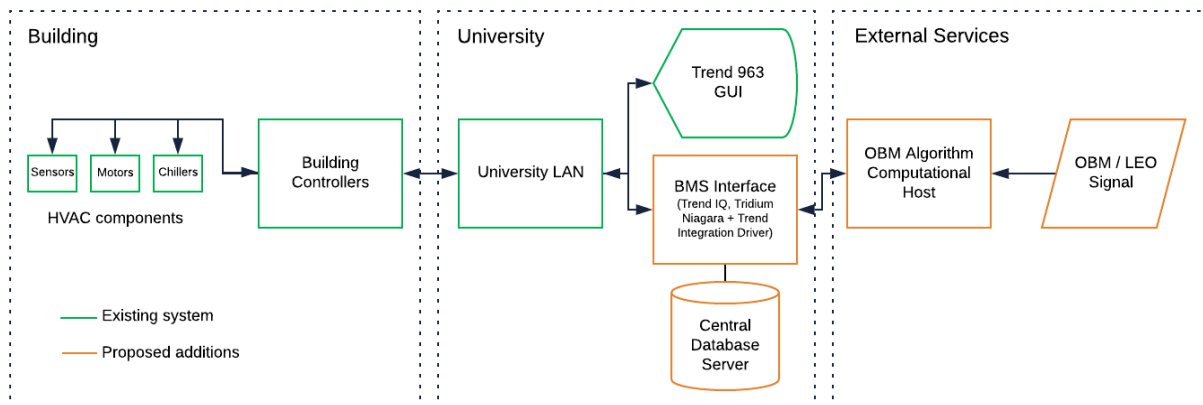 Building
Sensors
Motors
Chillers
HVAC components
Building
Controllers
Existing system
Proposed additions
University
University LAN
Trend 963
GUI
BMS Interface
(Trend IQ, Tridium
Niagara + Trend
Integration Driver)
Central
Database
Server
External Services
OBM Algorithm
Computational
Host
OBM / LEO
Signal